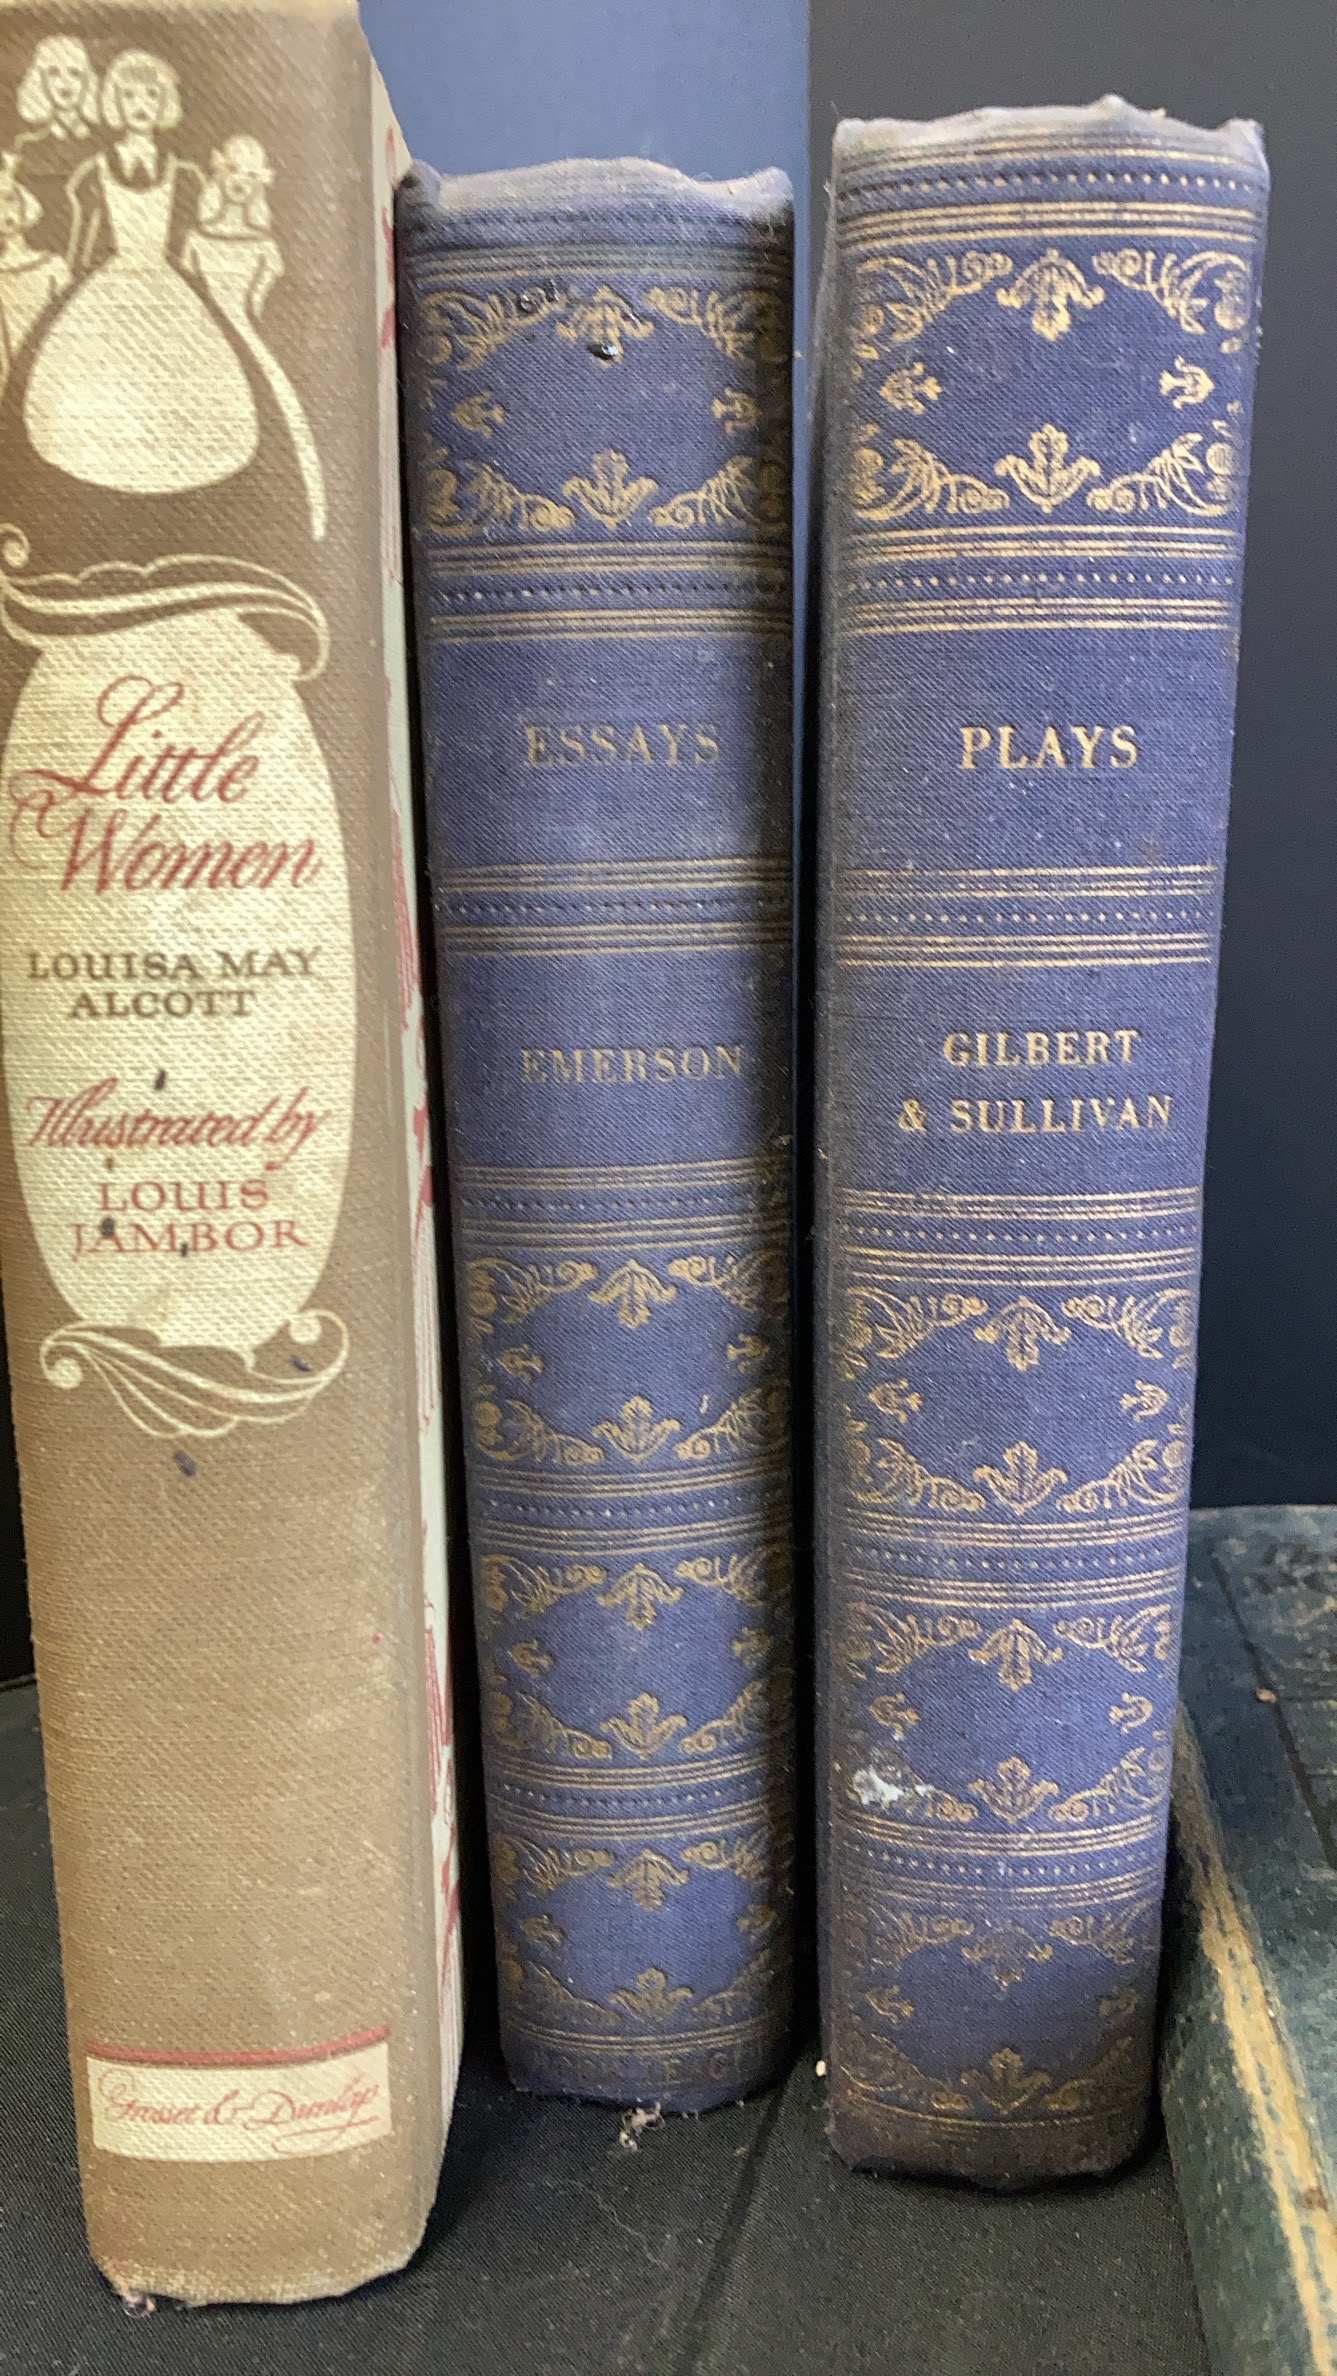 Little
Women
LOUISA MAY
ALCOTT
Illustrated by
LOUIS
JAMBOR
Grosset & Dunlap
ESSAYS
EMERSON
PLAYS
GILBERT
& SULLIVAN